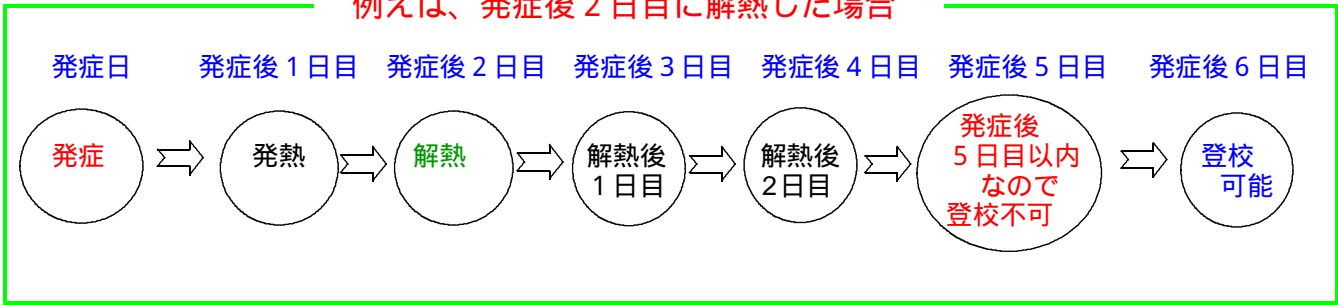 例えは、発症後2日目に解熱した場合
発症日 発症後1日目 発症後2日目 発症後3日目 発症後4日目 発症後5日目 発症後6日目
発症
発熱
解熱
解熱後
1日目
解熱後
2日目
発症後
5日目以内
なので
登校不可
登校
可能